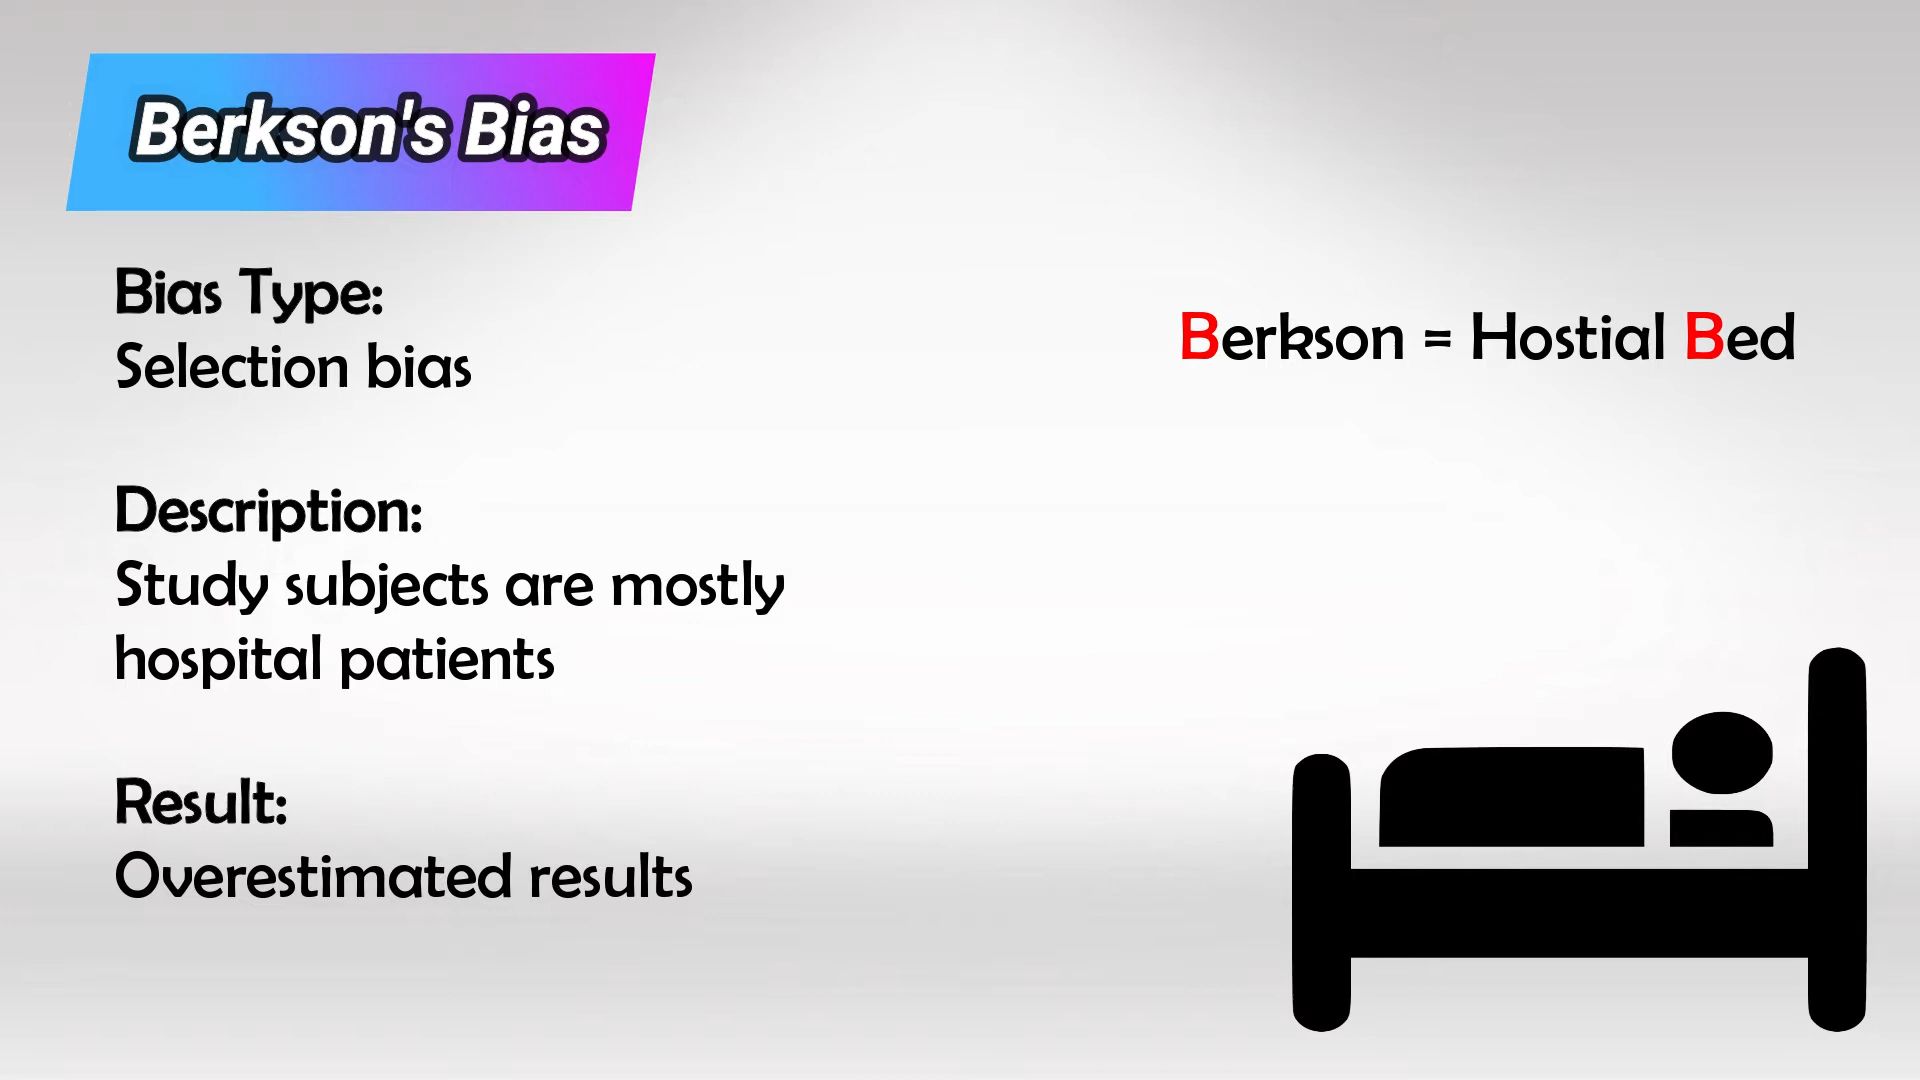 Berkson's Bias
Bias Type:
Selection bias
Berkson = Hostial Bed
Description:
Study subjects are mostly
hospital patients
Result:
Overestimated results